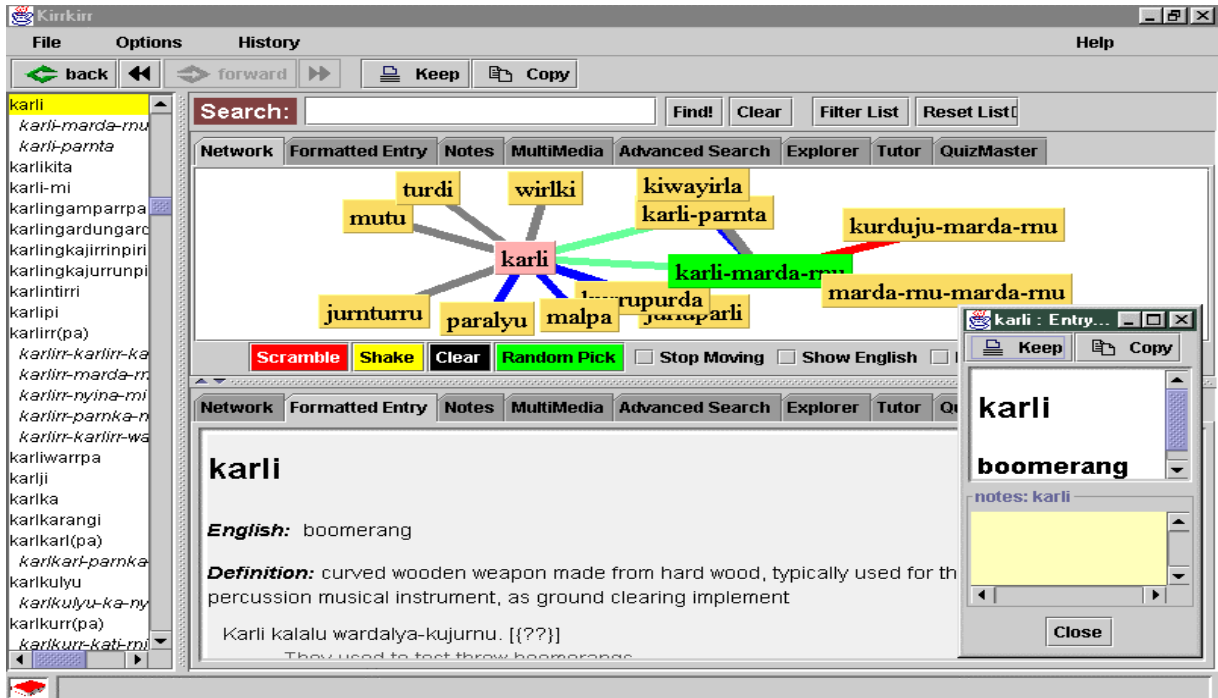 Kirrkirr
File Options History Help
back forward Keep Copy
karli
karli-marda-rnu
karli-parnta
karlikita
karli-mi
karlingamparrpa
karlingardungard
karlingkajirrinpiri
karlingkajurrunpi
karlintirri
karlipi
karlirr(pa)
karlirr-karlirr-ka
karlirr-marda-rr
karlirr-nyina-mi
karlirr-parnka-n
karlirr-karlirr-wa
karliwarrpa
karlji
karlka
karlkarangi
karlkarl(pa)
karlkarl-parnka
karlkulyu
karlkulyu-ka-ny
karlkurr(pa)
karlkurr-kati-rni
Search: Find! Clear Filter List Reset List
Network Formatted Entry Notes MultiMedia Advanced Search Explorer Tutor QuizMaster
turdi wirlki kiwayirla
mutu karli-parnta
kurduju-marda-rnu
karli karli-marda-rnu
marda-rnu-marda-rnu
jurnturru paralyu malpa
Scramble Shake Clear Random Pick Stop Moving Show English
Network Formatted Entry Notes MultiMedia Advanced Search Explorer Tutor
karli
English: boomerang
Definition: curved wooden weapon made from hard wood, typically used for th
percussion musical instrument, as ground clearing implement
Karli kalalu wardalya-kujurnu. [{??}]
They used to test throw boomerangs
karli : Entry...
Keep Copy
karli
boomerang
notes: karli
Close